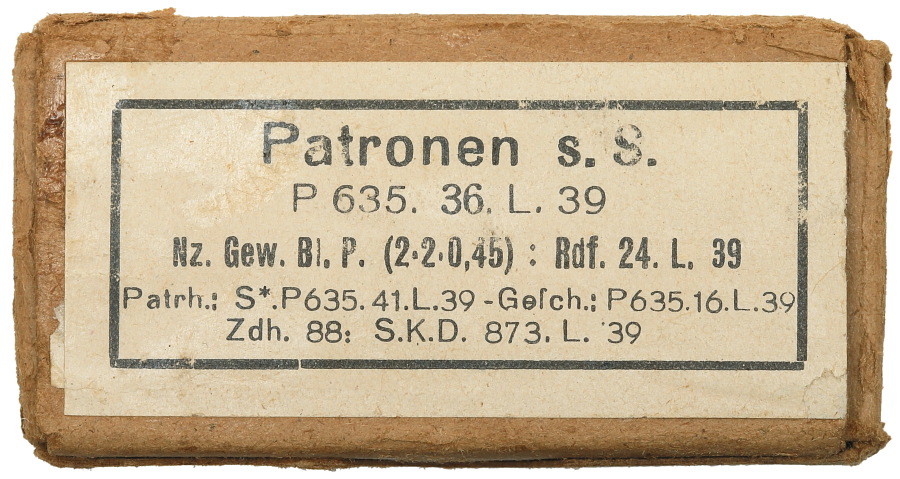 Patronen s. S.
P 635. 36. L. 39
Nz. Gew. Bl. P. (2·2·0,45) : Rdf. 24. L. 39
Patrh.: S*.P635.41.L.39 - Geſch.: P635.16.L.39
Zdh. 88: S.K.D. 873. L. 39